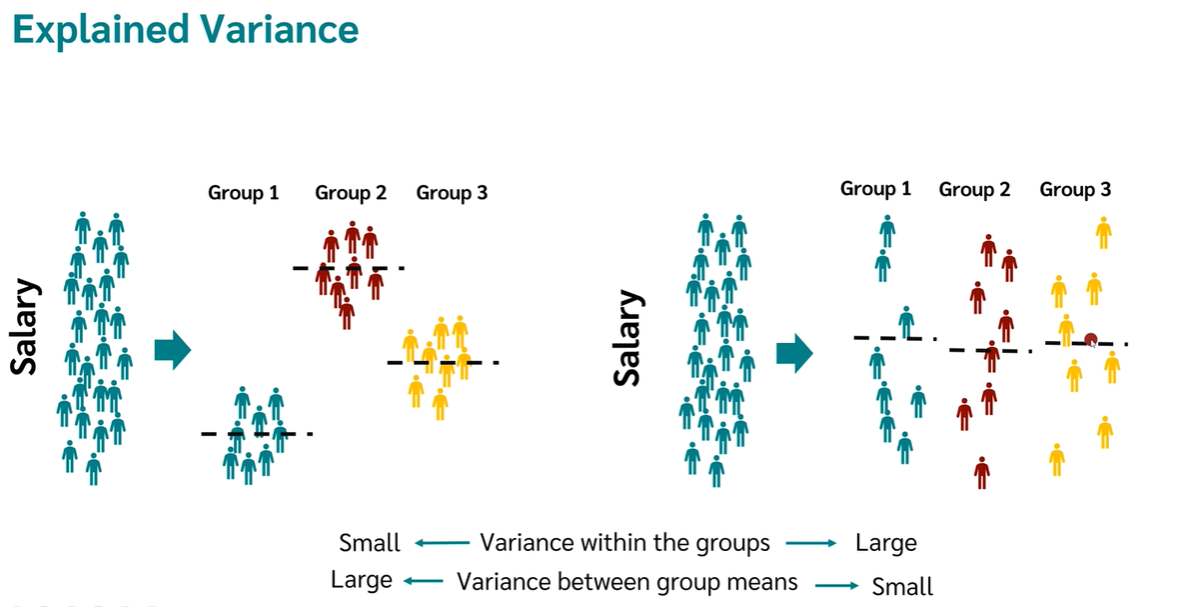 Explained Variance
Group 1 Group 2 Group 3
Group 1 Group 2 Group 3
Salary
Salary
Small Variance within the groups Large
Large Variance between group means Small